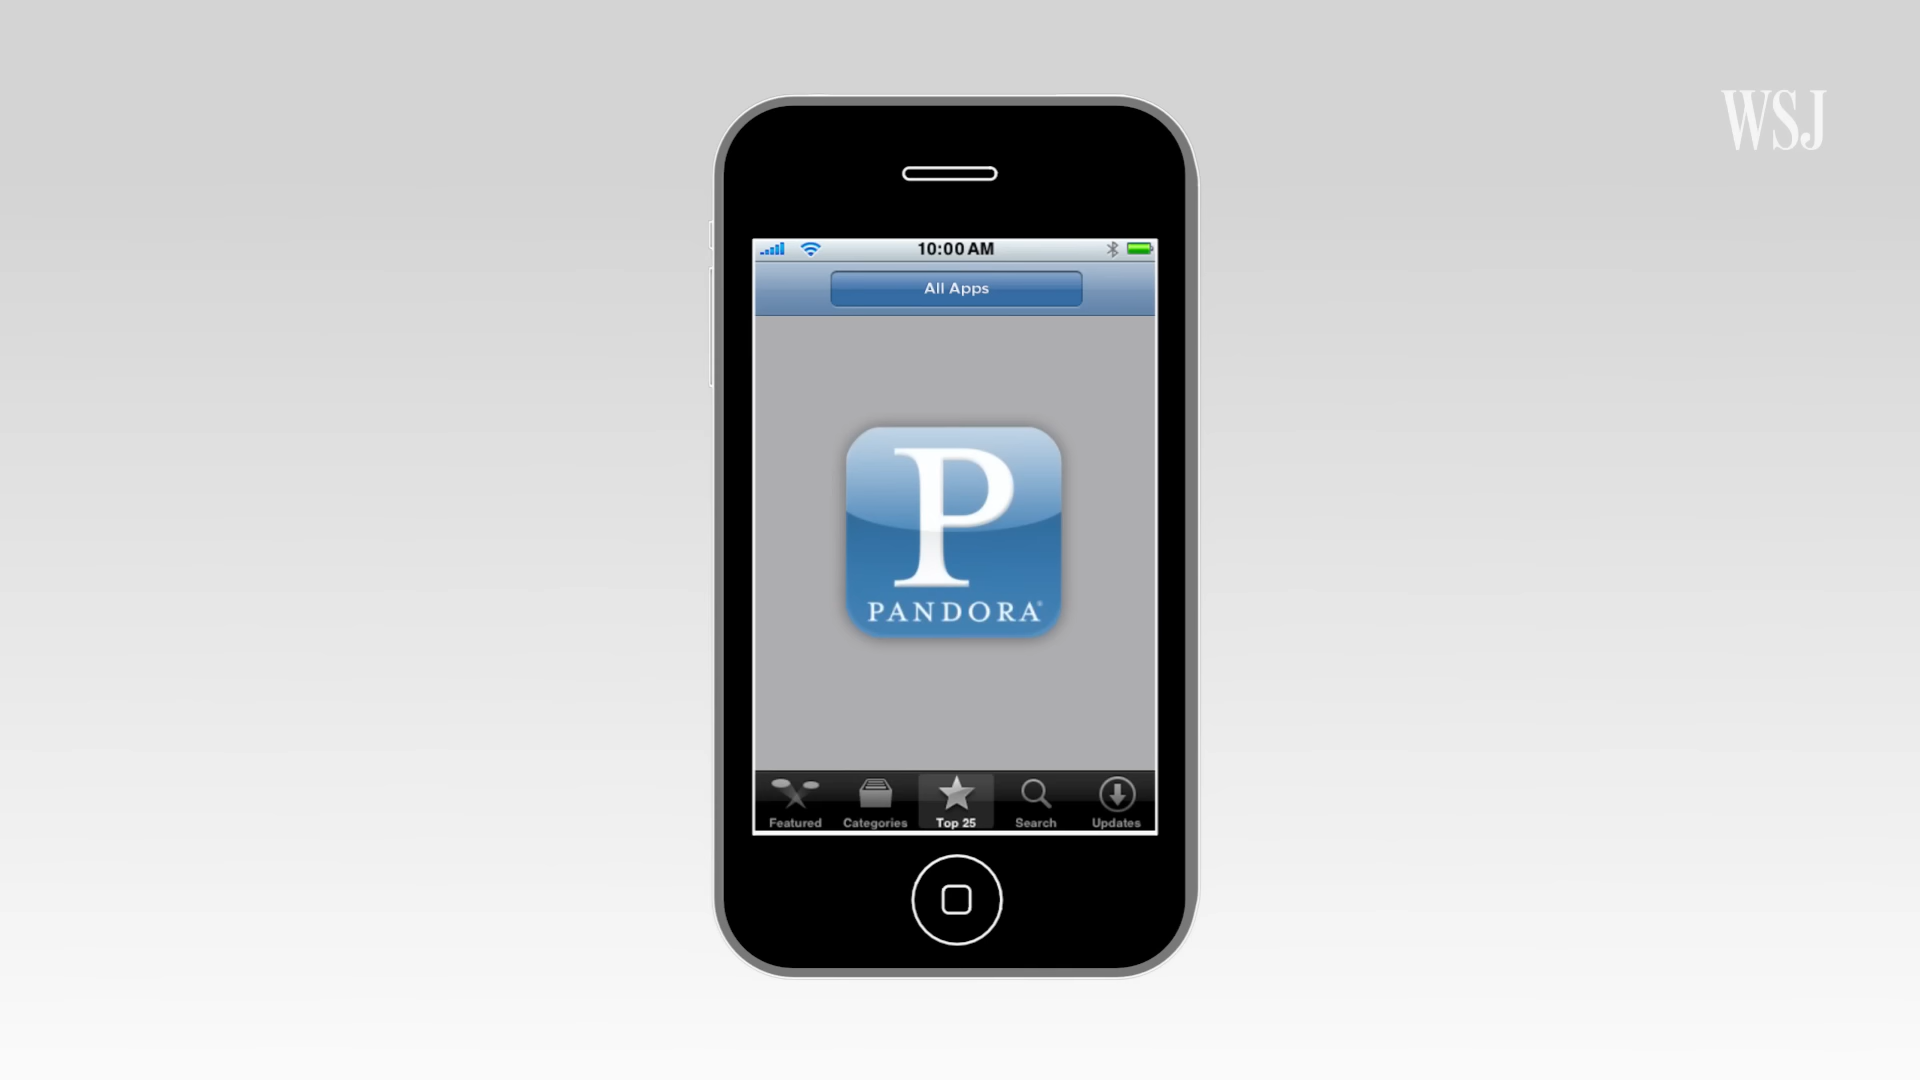 WSJ
10:00 AM
All Apps
P
PANDORA®
Featured Categories Top 25 Search Updates